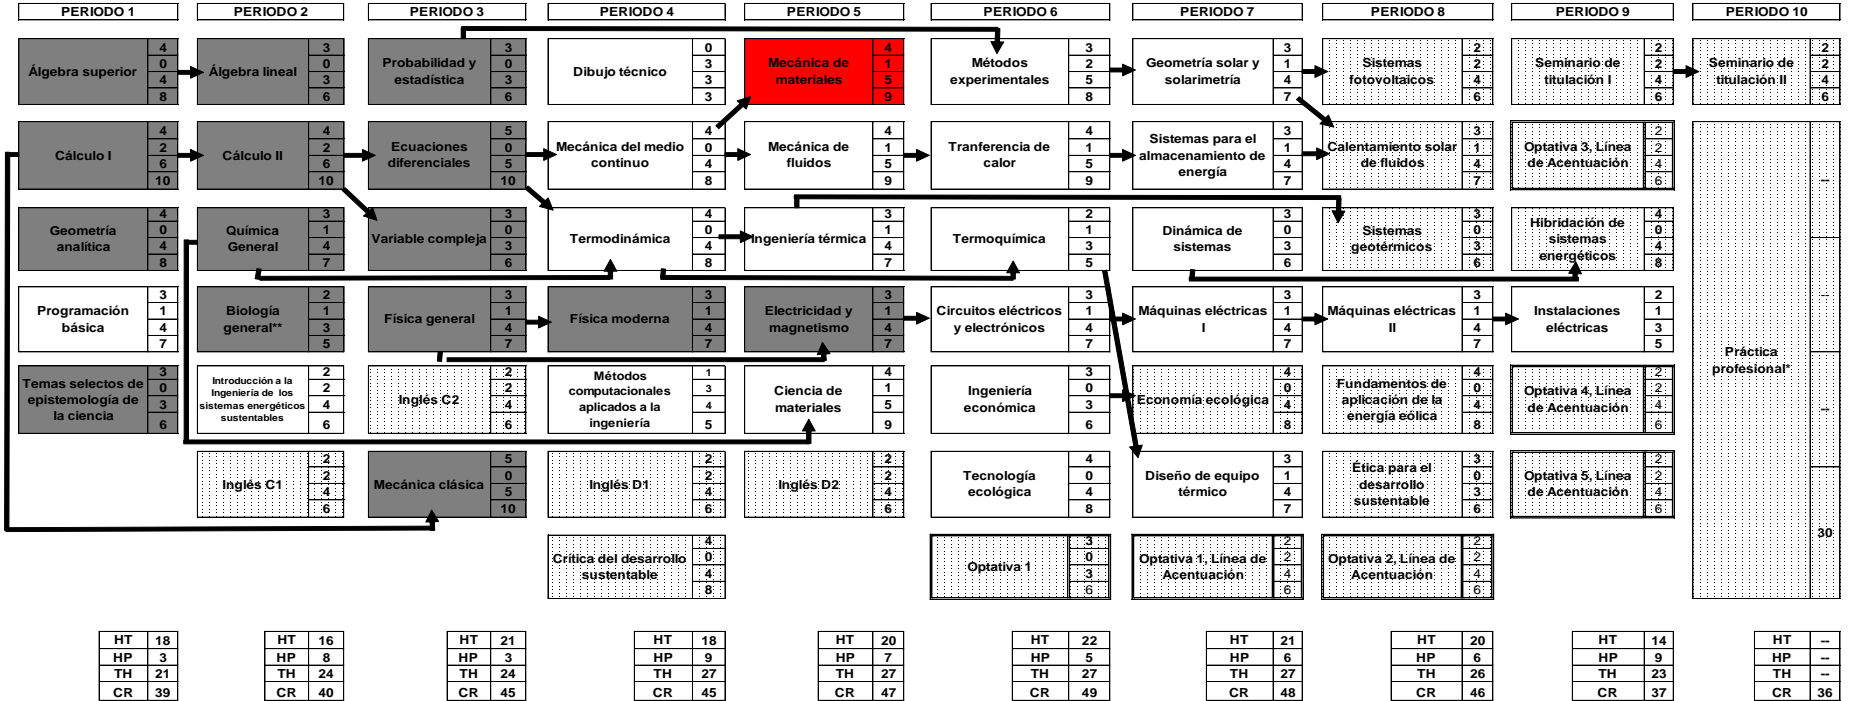 PERIODO 1
PERIODO 2
PERIODO 3
PERIODO 4
PERIODO 5
PERIODO 6
PERIODO 7
PERIODO 8
PERIODO 9
PERIODO 10
Álgebra superior
4
0
4
8
Álgebra lineal
3
0
3
6
Probabilidad y
estadística
3
0
3
6
Dibujo técnico
0
3
3
3
Mecánica de
materiales
4
1
5
9
Métodos
experimentales
3
2
5
8
Geometría solar y
solarimetría
3
1
4
7
Sistemas
fotovoltaicos
2
2
4
6
Seminario de
titulación I
2
2
4
6
Seminario de
titulación II
2
2
4
6
Cálculo I
4
2
6
10
Cálculo II
4
2
6
10
Ecuaciones
diferenciales
5
0
5
10
Mecánica del medio
continuo
4
0
4
8
Mecánica de
fluidos
4
1
5
9
Tranferencia de
calor
4
1
5
9
Sistemas para el
almacenamiento de
energía
3
1
4
7
Calentamiento solar
de fluidos
3
1
4
7
Optativa 3, Línea
de Acentuación
2
2
4
6
Geometría
analítica
4
0
4
8
Química
General
3
1
4
7
Variable compleja
3
0
3
6
Termodinámica
4
0
4
8
Ingeniería térmica
3
1
4
7
Termoquímica
2
1
3
5
Dinámica de
sistemas
3
0
3
6
Sistemas
geotérmicos
3
0
3
6
Hibridación de
sistemas
energéticos
4
0
4
8
Programación
básica
3
1
4
7
Biología
general**
2
1
3
5
Física general
3
1
4
7
Física moderna
3
1
4
7
Electricidad y
magnetismo
3
1
4
7
Circuitos eléctricos
y electrónicos
3
1
4
7
Máquinas eléctricas
I
3
1
4
7
Máquinas eléctricas
II
3
1
4
7
Instalaciones
eléctricas
2
1
3
5
Temas selectos de
epistemología de
la ciencia
3
0
3
6
Introducción a la
Ingeniería de los
sistemas energéticos
sustentables
2
2
4
6
Inglés C2
2
2
4
6
Métodos
computacionales
aplicados a la
ingeniería
1
3
4
5
Ciencia de
materiales
4
1
5
9
Ingeniería
económica
3
0
3
6
Economía ecológica
4
0
4
8
Fundamentos de
aplicación de la
energía eólica
4
0
4
8
Optativa 4, Línea
de Acentuación
2
2
4
6
Inglés C1
2
2
4
6
Mecánica clásica
5
0
5
10
Inglés D1
2
2
4
6
Inglés D2
2
2
4
6
Tecnología
ecológica
4
0
4
8
Diseño de equipo
térmico
3
1
4
7
Ética para el
desarrollo
sustentable
3
0
3
6
Optativa 5, Línea
de Acentuación
2
2
4
6
Crítica del desarrollo
sustentable
4
0
4
8
Optativa 1
3
0
3
6
Optativa 1, Línea de
Acentuación
2
2
4
6
Optativa 2, Línea de
Acentuación
2
2
4
6
Práctica
profesional*
--
--
--
30
HT 18
HP 3
TH 21
CR 39
HT 16
HP 8
TH 24
CR 40
HT 21
HP 3
TH 24
CR 45
HT 18
HP 9
TH 27
CR 45
HT 20
HP 7
TH 27
CR 47
HT 22
HP 5
TH 27
CR 49
HT 21
HP 6
TH 27
CR 48
HT 20
HP 6
TH 26
CR 46
HT 14
HP 9
TH 23
CR 37
HT --
HP --
TH --
CR 36